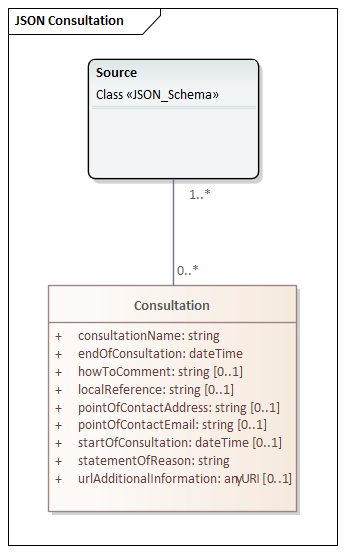 JSON Consultation
Source
Class «JSON_Schema»
1..*
0..*
Consultation
+ consultationName: string
+ endOfConsultation: dateTime
+ howToComment: string [0..1]
+ localReference: string [0..1]
+ pointOfContactAddress: string [0..1]
+ pointOfContactEmail: string [0..1]
+ startOfConsultation: dateTime [0..1]
+ statementOfReason: string
+ urlAdditionalInformation: anyURI [0..1]